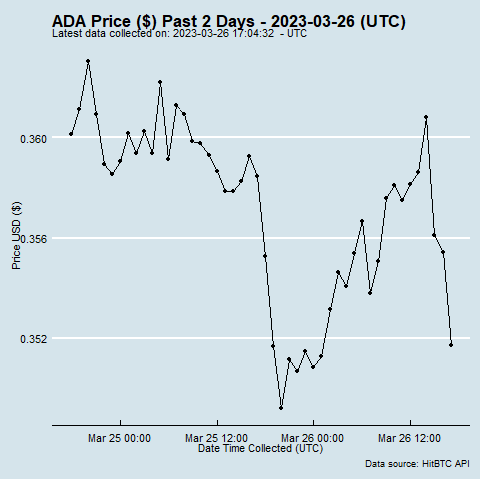 ADA Price ($) Past 2 Days - 2023-03-26 (UTC)
Latest data collected on: 2023-03-26 17:04:32 - UTC
0.360
0.356
0.352
Price USD ($)
Mar 25 00:00 Mar 25 12:00 Mar 26 00:00 Mar 26 12:00
Date Time Collected (UTC)
Data source: HitBTC API